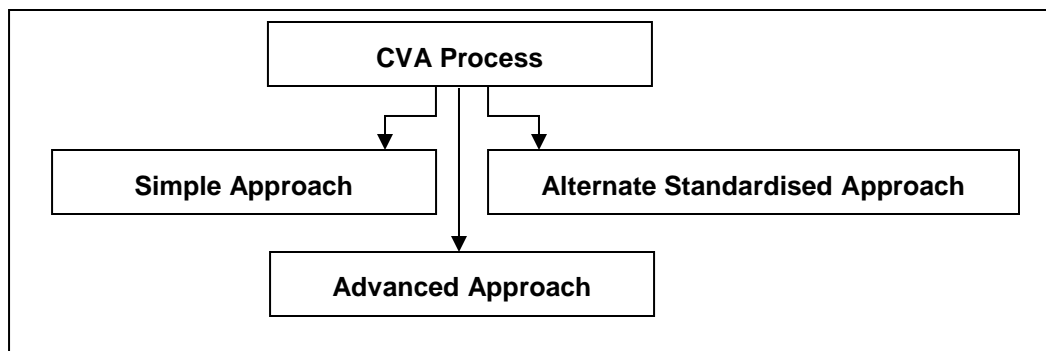 CVA Process
Simple Approach
Alternate Standardised Approach
Advanced Approach